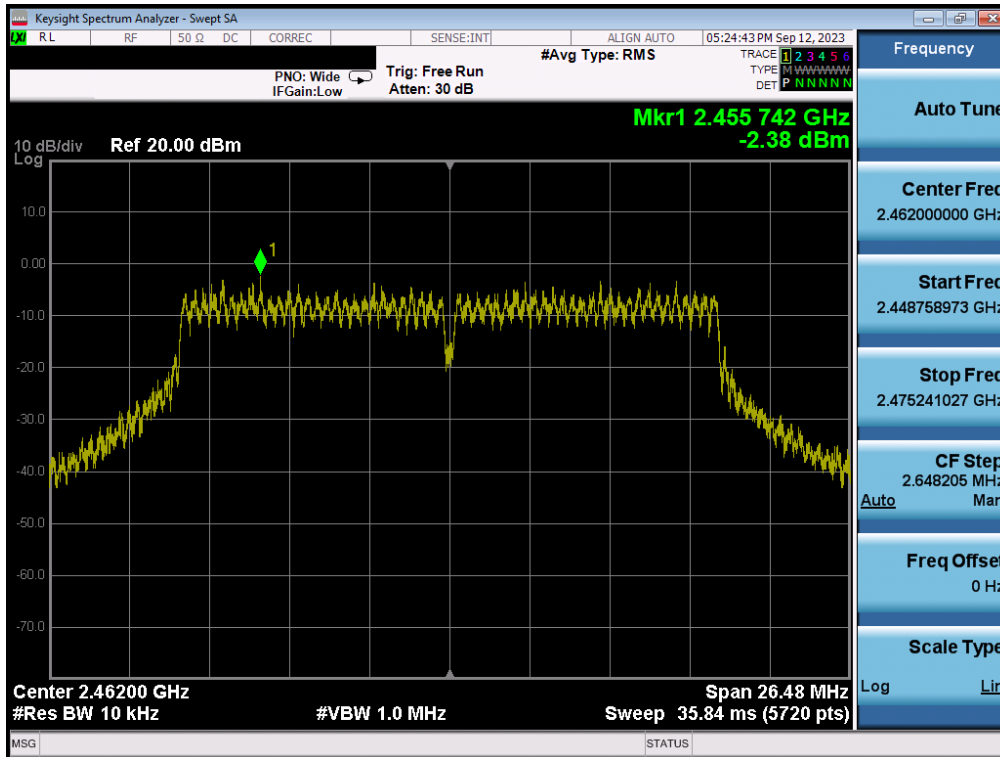 Keysight Spectrum Analyzer - Swept SA
LXI RL RF 50 Ω DC CORREC SENSE:INT ALIGN AUTO 05:24:43 PM Sep 12, 2023
PNO: Wide
IFGain:Low
Trig: Free Run
Atten: 30 dB
#Avg Type: RMS
TRACE 1 2 3 4 5 6
TYPE M WWWWW
DET P N N N N N
Mkr1 2.455 742 GHz
-2.38 dBm
10 dB/div
Log
Ref 20.00 dBm
10.0
0.00
-10.0
-20.0
-30.0
-40.0
-50.0
-60.0
-70.0
1
Center 2.46200 GHz
#Res BW 10 kHz
#VBW 1.0 MHz
Span 26.48 MHz
Sweep 35.84 ms (5720 pts)
MSG
STATUS
Frequency
Auto Tune
Center Freq
2.462000000 GHz
Start Freq
2.448758973 GHz
Stop Freq
2.475241027 GHz
CF Step
2.648205 MHz
Auto Man
Freq Offset
0 Hz
Scale Type
Log Lin